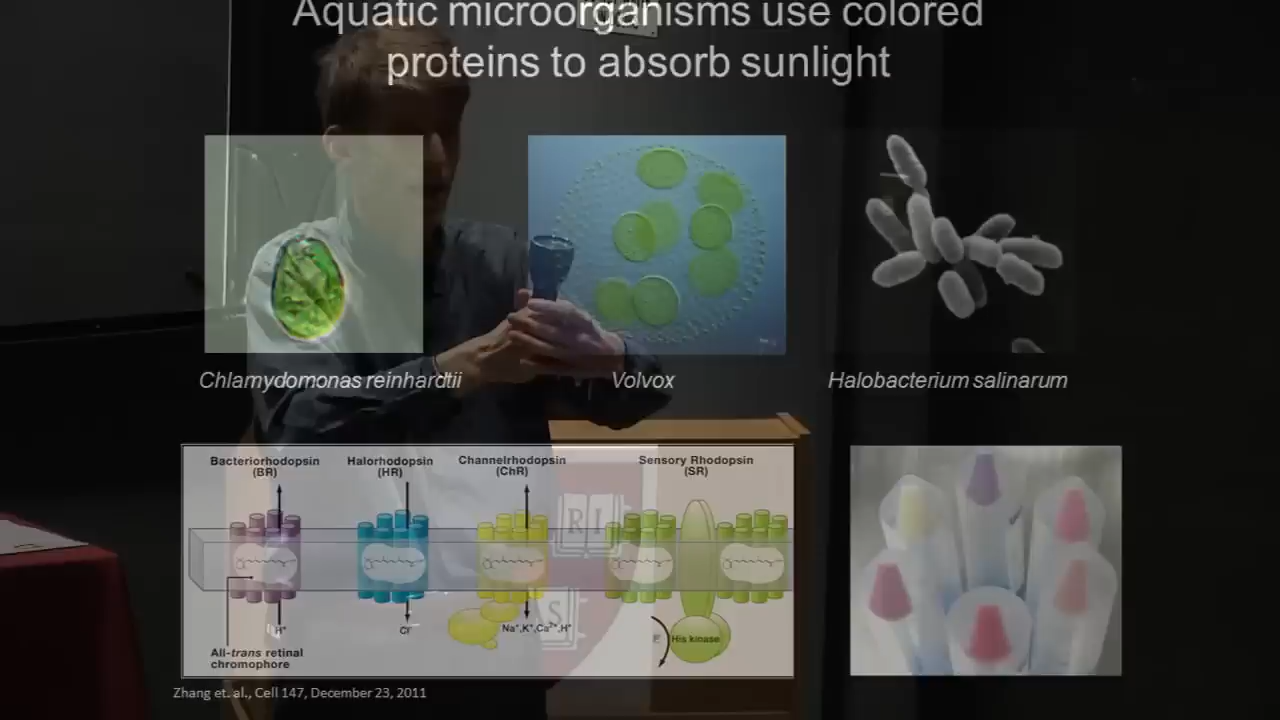 Aquatic microorganisms use colored
proteins to absorb sunlight
Chlamydomonas reinhardtii
Volvox
Halobacterium salinarum
Bacteriorhodopsin
(BR)
Halorhodopsin
(HR)
Channelrhodopsin
(ChR)
Sensory Rhodopsin
(SR)
RI
AS
H⁺
Cl⁻
Na⁺,K⁺,Ca²⁺,H⁺
His kinase
All-trans retinal
chromophore
Zhang et. al., Cell 147, December 23, 2011